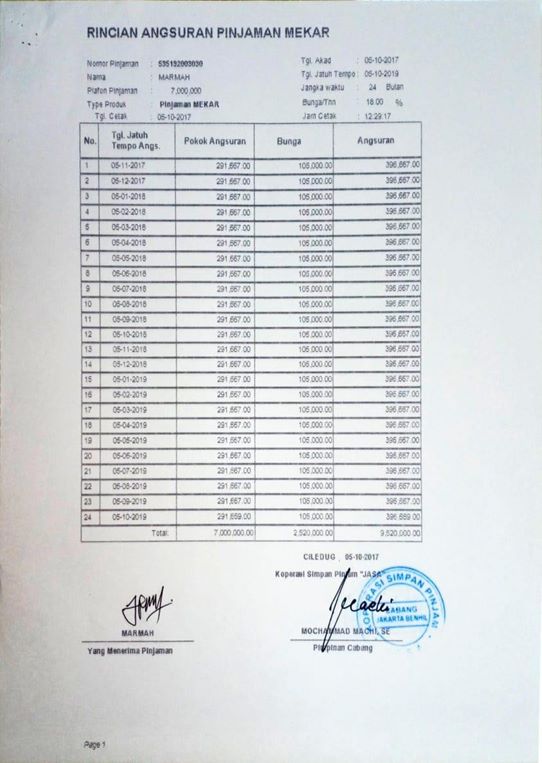 RINCIAN ANGSURAN PINJAMAN MEKAR
Nomor Pinjaman : 535132003030
Nama : MARMAH
Plafon Pinjaman : 7,000,000
Type Produk : Pinjaman MEKAR
Tgl. Cetak : 05-10-2017
Tgl. Akad : 05-10-2017
Tgl. Jatuh Tempo : 05-10-2019
Jangka waktu : 24 Bulan
Bunga/Thn : 18.00 %
Jam Cetak : 12:29:17
No. Tgl. Jatuh Tempo Angs. Pokok Angsuran Bunga Angsuran
1 05-11-2017 291,667.00 105,000.00 396,667.00
2 05-12-2017 291,667.00 105,000.00 396,667.00
3 05-01-2018 291,667.00 105,000.00 396,667.00
4 05-02-2018 291,667.00 105,000.00 396,667.00
5 05-03-2018 291,667.00 105,000.00 396,667.00
6 05-04-2018 291,667.00 105,000.00 396,667.00
7 05-05-2018 291,667.00 105,000.00 396,667.00
8 05-06-2018 291,667.00 105,000.00 396,667.00
9 05-07-2018 291,667.00 105,000.00 396,667.00
10 05-08-2018 291,667.00 105,000.00 396,667.00
11 05-09-2018 291,667.00 105,000.00 396,667.00
12 05-10-2018 291,667.00 105,000.00 396,667.00
13 05-11-2018 291,667.00 105,000.00 396,667.00
14 05-12-2018 291,667.00 105,000.00 396,667.00
15 05-01-2019 291,667.00 105,000.00 396,667.00
16 05-02-2019 291,667.00 105,000.00 396,667.00
17 05-03-2019 291,667.00 105,000.00 396,667.00
18 05-04-2019 291,667.00 105,000.00 396,667.00
19 05-05-2019 291,667.00 105,000.00 396,667.00
20 05-06-2019 291,667.00 105,000.00 396,667.00
21 05-07-2019 291,667.00 105,000.00 396,667.00
22 05-08-2019 291,667.00 105,000.00 396,667.00
23 05-09-2019 291,667.00 105,000.00 396,667.00
24 05-10-2019 291,659.00 105,000.00 396,659.00
Total: 7,000,000.00 2,520,000.00 9,520,000.00
CILEDUG , 05-10-2017
Koperasi Simpan Pinjam "JASA"
KOPERASI SIMPAN PINJAM
CABANG
JAKARTA BENHIL
MARMAH
Yang Menerima Pinjaman
MOCHAMMAD MACHI, SE
Pimpinan Cabang
Page 1